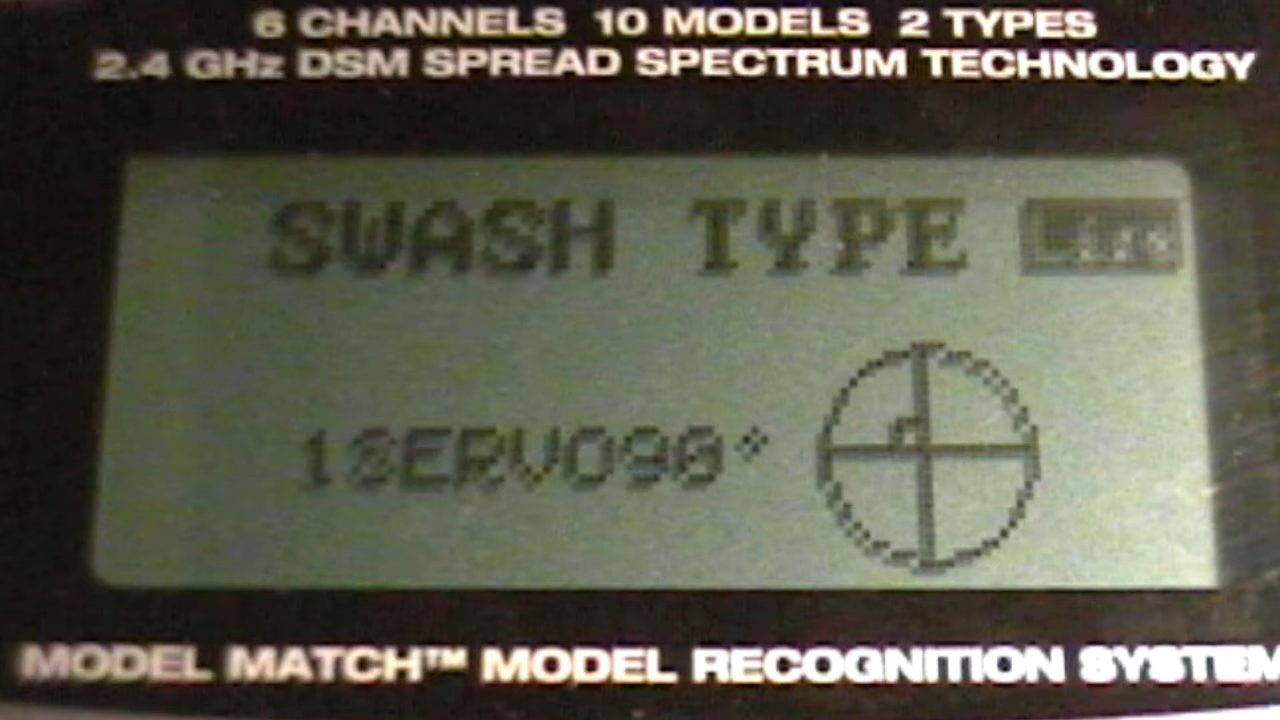 6 CHANNELS 10 MODELS 2 TYPES
2.4 GHz DSM SPREAD SPECTRUM TECHNOLOGY
SWASH TYPE
1SERVO90°
MODEL MATCH™ MODEL RECOGNITION SYSTEM